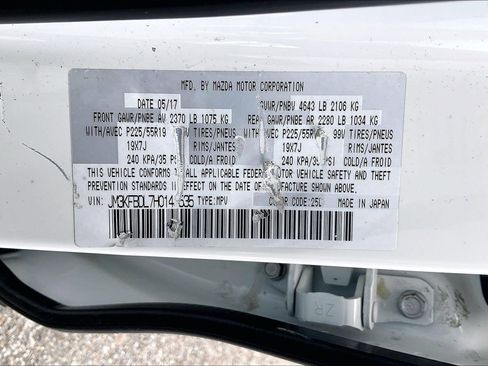 MFD. BY MAZDA MOTOR CORPORATION
DATE 05/17 GVWR/PNBV 4643 LB 2106 KG
FRONT GAWR/PNBE AV 2370 LB 1075 KG REAR GAWR/PNBE AR 2280 LB 1034 KG
WITH/AVEC P225/55R19 TIRES/PNEUS WITH/AVEC P225/55R19 99V TIRES/PNEUS
19X7J RIMS/JANTES 19X7J RIMS/JANTES
240 KPA/35 PSI COLD/A FROID 240 KPA/35 PSI COLD/A FROID
THIS VEHICLE CONFORMS TO ALL APPLICABLE FEDERAL MOTOR VEHICLE SAFETY AND THEFT
PREVENTION STANDARDS IN EFFECT ON THE DATE OF MANUFACTURE SHOWN ABOVE.
VIN: TYPE:MPV COLOR CODE:25L MADE IN JAPAN
ZR